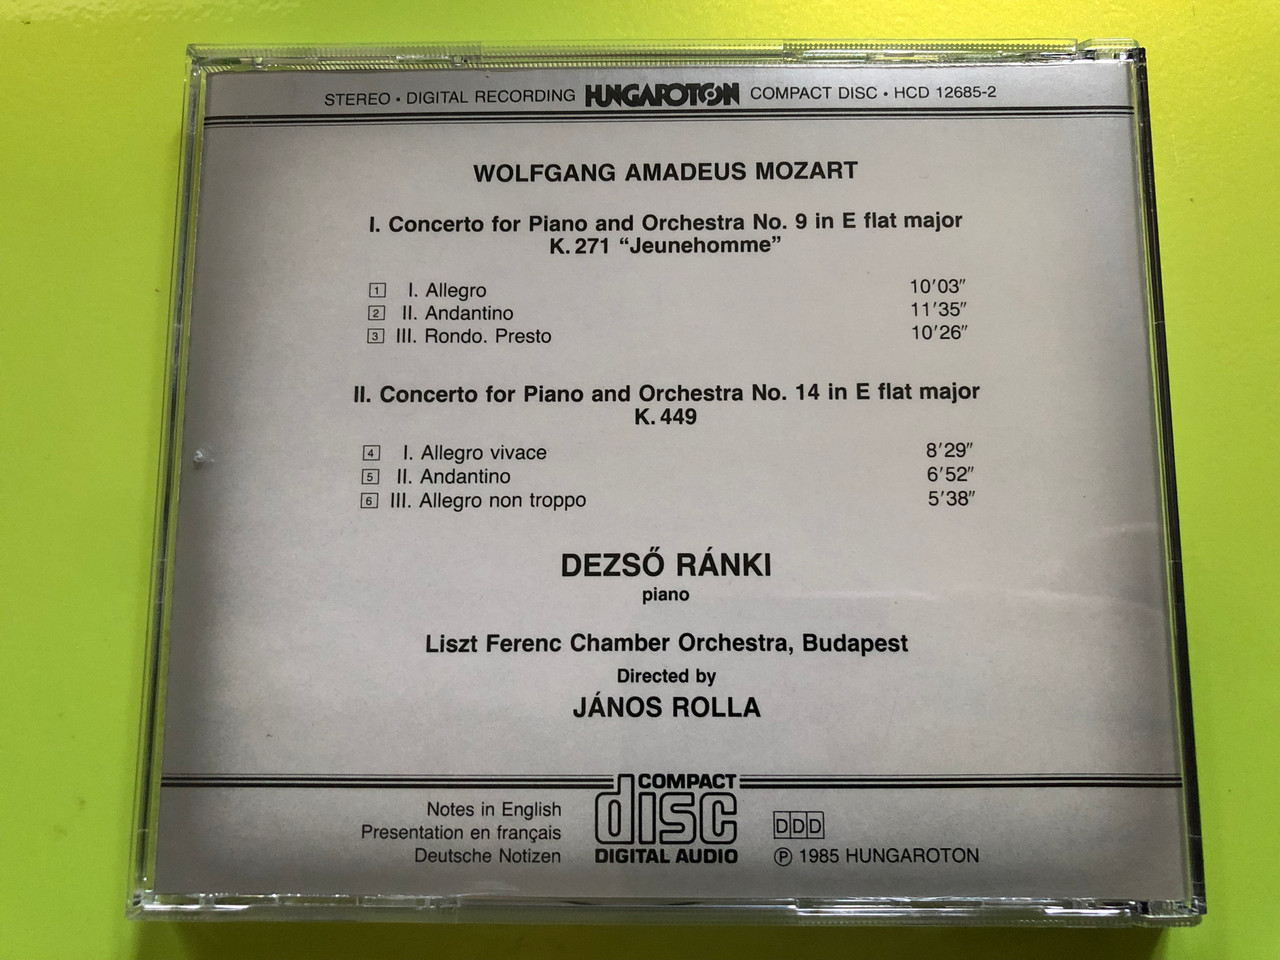 STEREO • DIGITAL RECORDING HUNGAROTON COMPACT DISC • HCD 12685-2
WOLFGANG AMADEUS MOZART
I. Concerto for Piano and Orchestra No. 9 in E flat major
K. 271 “Jeunehomme”
1 I. Allegro 10’03”
2 II. Andantino 11’35”
3 III. Rondo. Presto 10’26”
II. Concerto for Piano and Orchestra No. 14 in E flat major
K. 449
4 I. Allegro vivace 8’29”
5 II. Andantino 6’52”
6 III. Allegro non troppo 5’38”
DEZSŐ RÁNKI
piano
Liszt Ferenc Chamber Orchestra, Budapest
Directed by
JÁNOS ROLLA
Notes in English
Presentation en français
Deutsche Notizen
COMPACT
disc
DIGITAL AUDIO
DDD
℗ 1985 HUNGAROTON